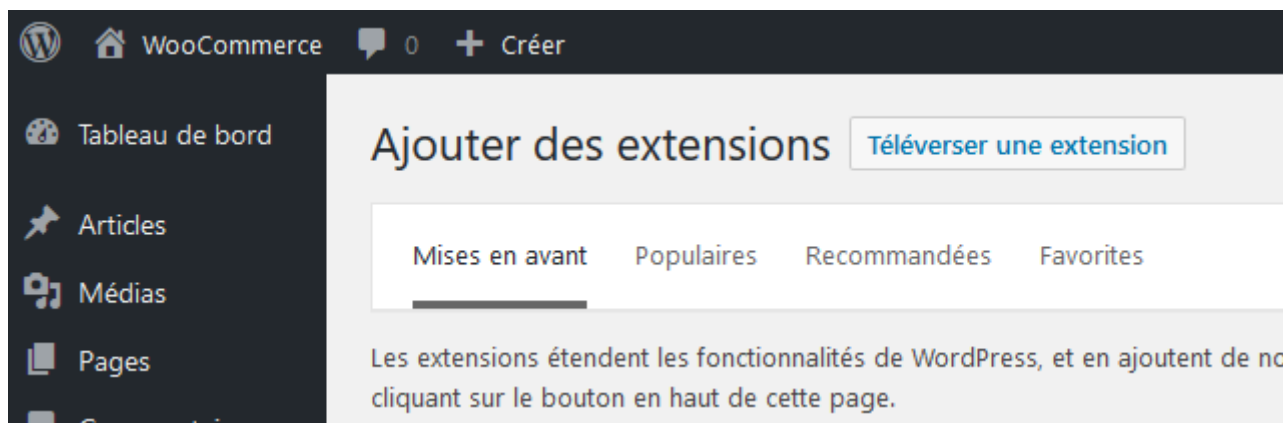 WooCommerce 0 + Créer
Tableau de bord
Ajouter des extensions Téléverser une extension
Articles
Mises en avant Populaires Recommandées Favorites
Médias
Pages
Les extensions étendent les fonctionnalités de WordPress, et en ajoutent de
cliquant sur le bouton en haut de cette page.